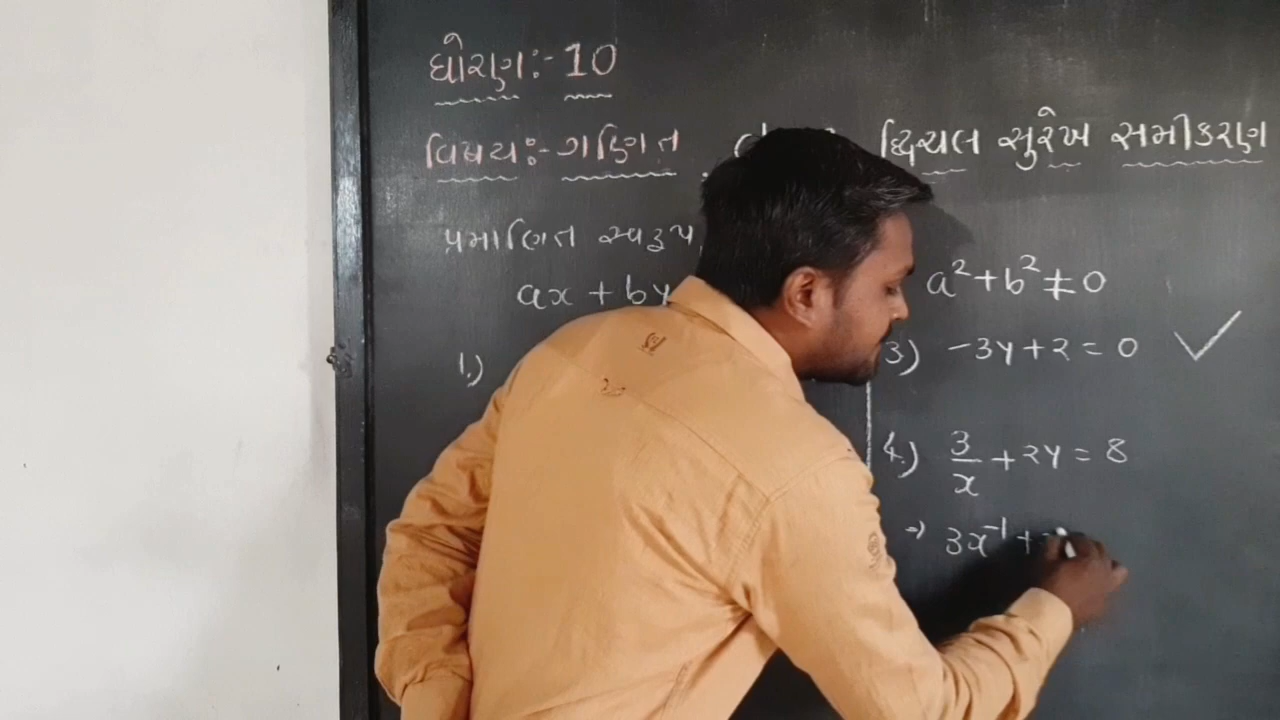 ધોરણ:- 10
વિષય:- ગણિત દ્વિચલ સુરેખ સમીકરણ
પ્રમાણિત સ્વરૂપ
ax + by
a² + b² ≠ 0
1.)
3) -3y + 2 = 0 ✓
4.) 3/x + 2y = 8
⇒ 3x⁻¹ +